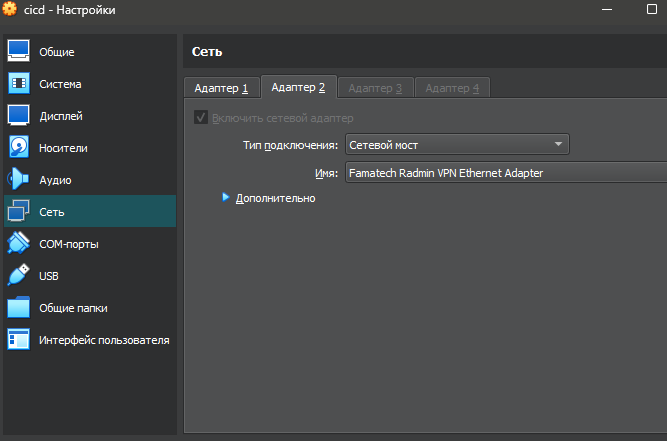 cicd - Настройки
Общие
Система
Дисплей
Носители
Аудио
Сеть
COM-порты
USB
Общие папки
Интерфейс пользователя
Сеть
Адаптер 1 Адаптер 2 Адаптер 3 Адаптер 4
Включить сетевой адаптер
Тип подключения: Сетевой мост
Имя: Famatech Radmin VPN Ethernet Adapter
Дополнительно